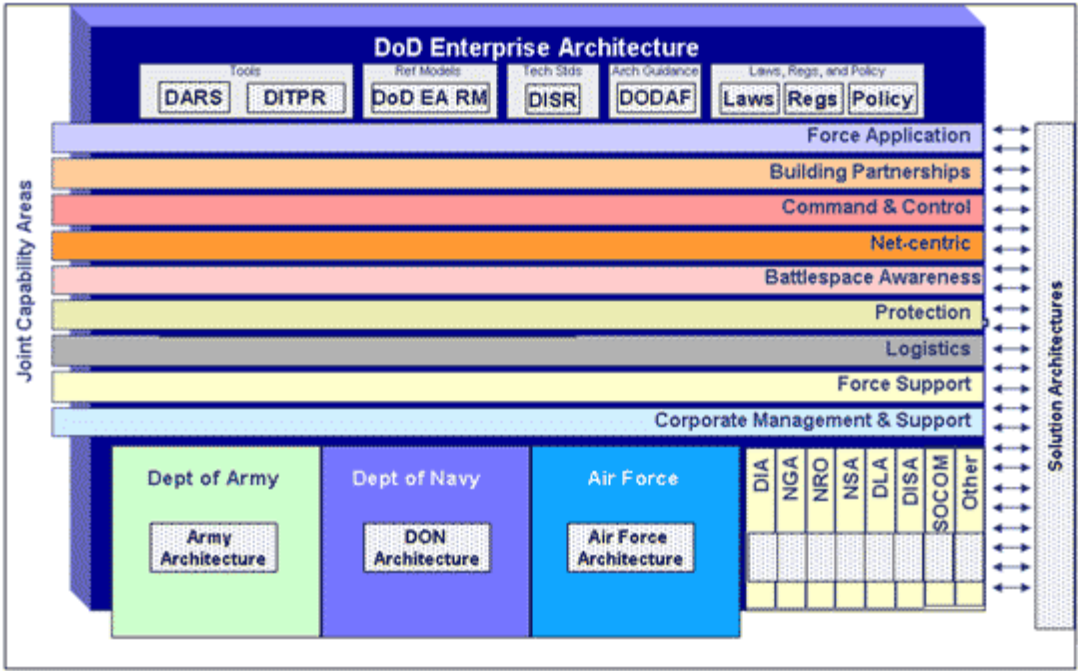 DoD Enterprise Architecture
Tools
DARS
DITPR
Ref Models
DoD EA RM
Tech Stds
DISR
Arch Guidance
DODAF
Laws, Regs, and Policy
Laws
Regs
Policy
Joint Capability Areas
Force Application
Building Partnerships
Command & Control
Net-centric
Battlespace Awareness
Protection
Logistics
Force Support
Corporate Management & Support
Solution Architectures
Dept of Army
Army
Architecture
Dept of Navy
DON
Architecture
Air Force
Air Force
Architecture
DIA
NGA
NRO
NSA
DLA
DISA
SOCOM
Other